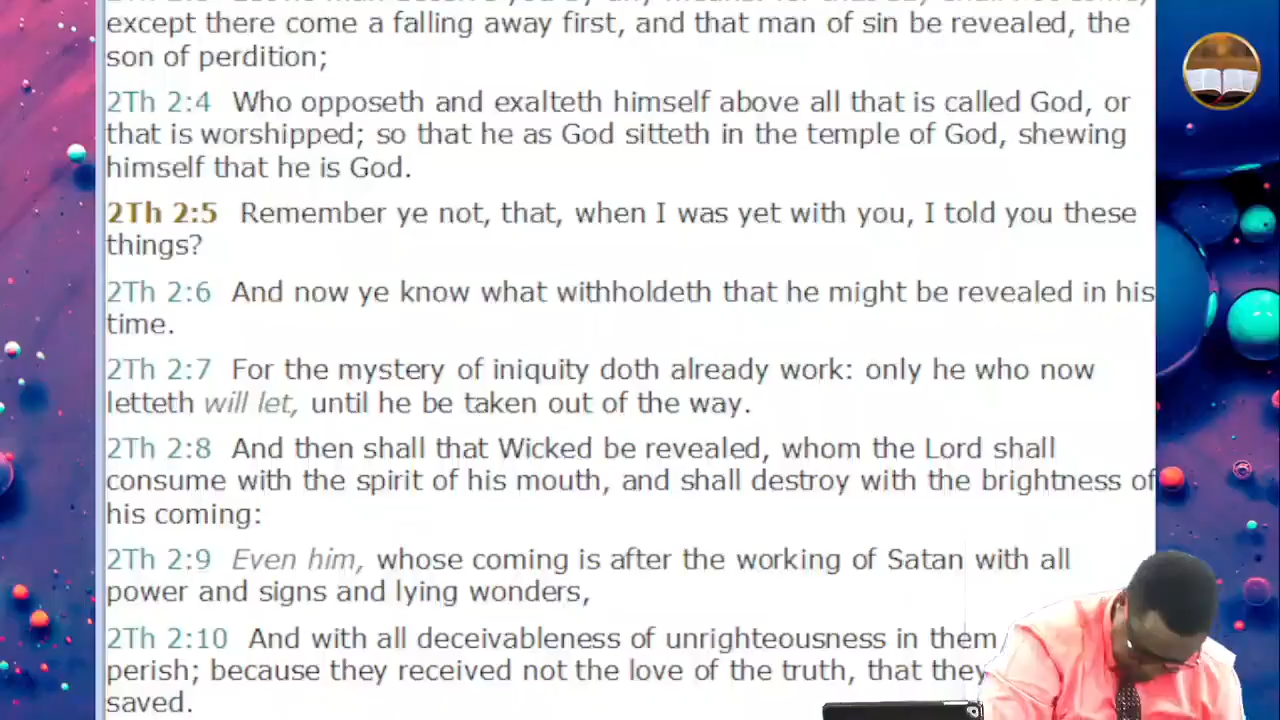 except there come a falling away first, and that man of sin be revealed, the
son of perdition;
2Th 2:4 Who opposeth and exalteth himself above all that is called God, or
that is worshipped; so that he as God sitteth in the temple of God, shewing
himself that he is God.
2Th 2:5 Remember ye not, that, when I was yet with you, I told you these
things?
2Th 2:6 And now ye know what withholdeth that he might be revealed in his
time.
2Th 2:7 For the mystery of iniquity doth already work: only he who now
letteth will let, until he be taken out of the way.
2Th 2:8 And then shall that Wicked be revealed, whom the Lord shall
consume with the spirit of his mouth, and shall destroy with the brightness of
his coming:
2Th 2:9 Even him, whose coming is after the working of Satan with all
power and signs and lying wonders,
2Th 2:10 And with all deceivableness of unrighteousness in them
perish; because they received not the love of the truth, that they
saved.